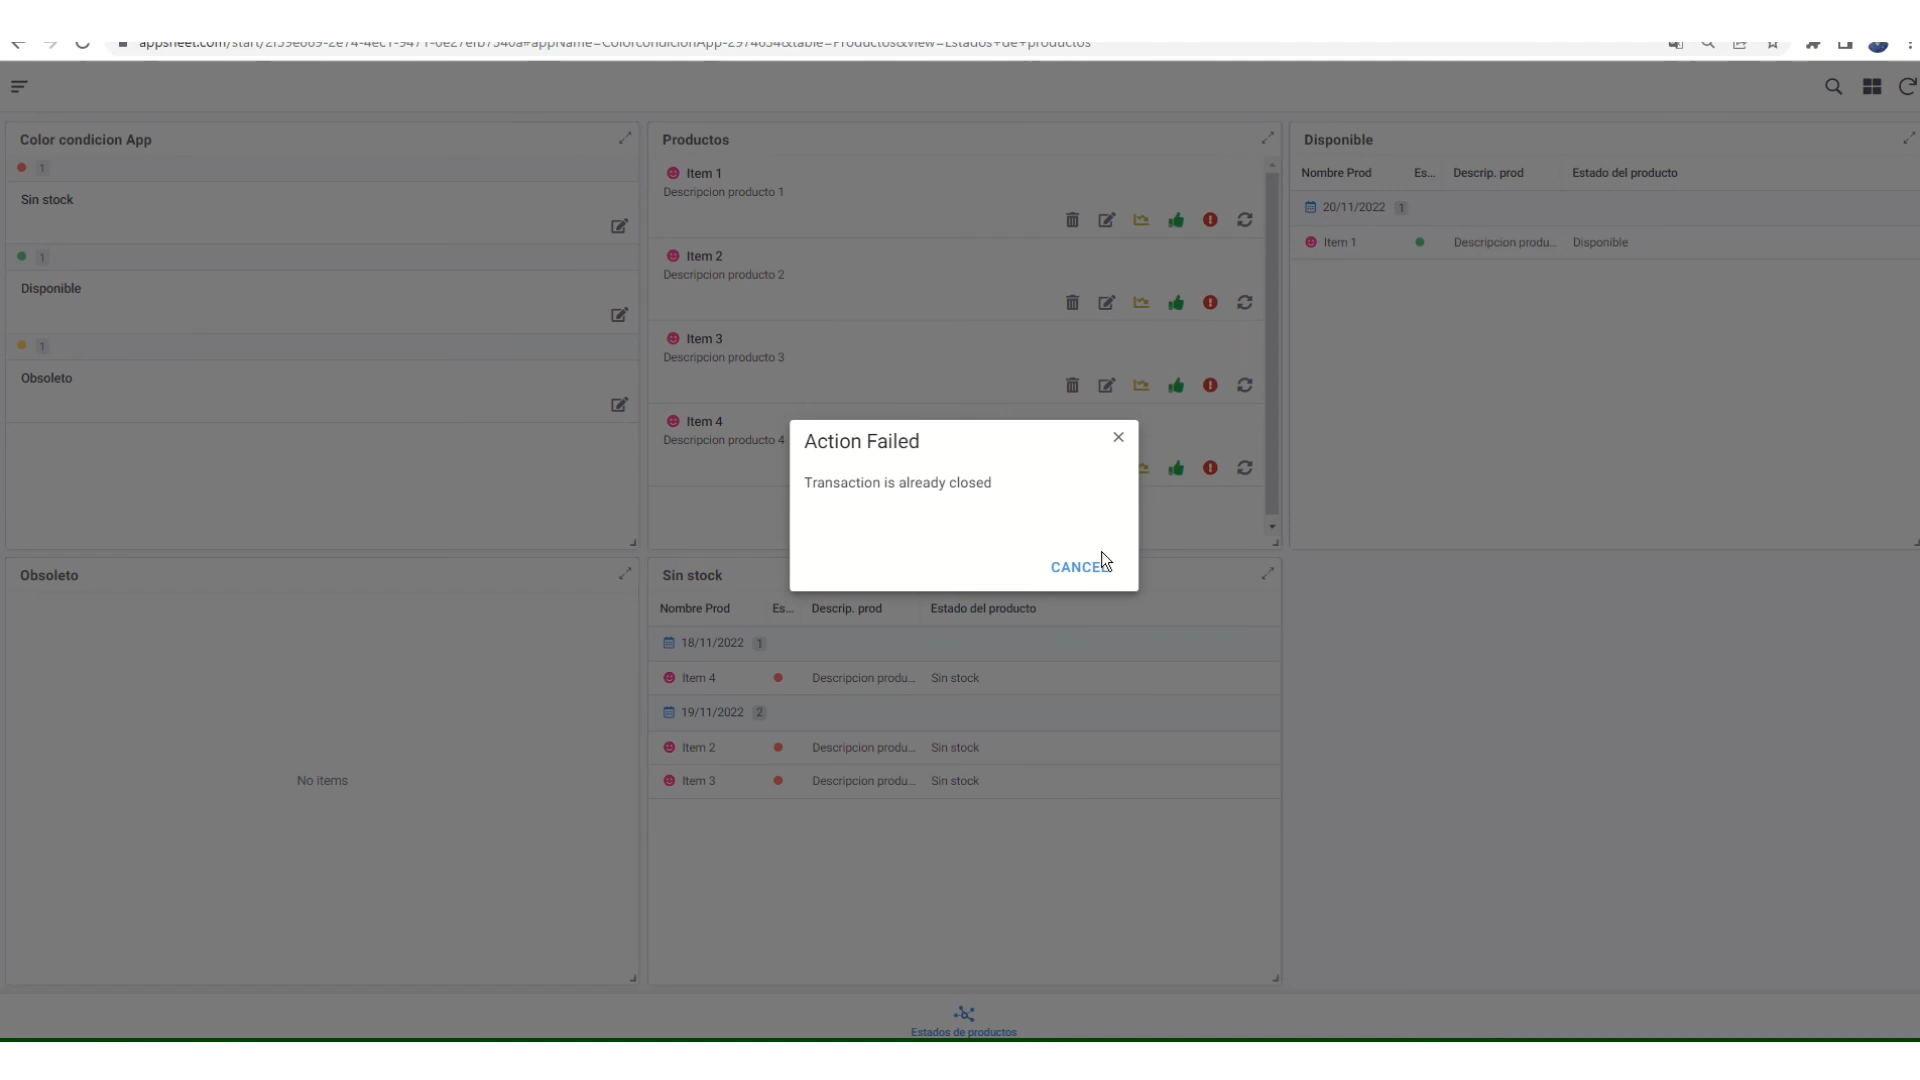 Color condicion App
1
Sin stock
1
Disponible
1
Obsoleto
Productos
Item 1
Descripcion producto 1
Item 2
Descripcion producto 2
Item 3
Descripcion producto 3
Item 4
Descripcion producto 4
Disponible
Nombre Prod Es... Descrip. prod Estado del producto
20/11/2022 1
Item 1 Descripcion produ... Disponible
Action Failed
Transaction is already closed
CANCEL
Obsoleto
No items
Sin stock
Nombre Prod Es... Descrip. prod Estado del producto
18/11/2022 1
Item 4 Descripcion produ... Sin stock
19/11/2022 2
Item 2 Descripcion produ... Sin stock
Item 3 Descripcion produ... Sin stock
Estados de productos